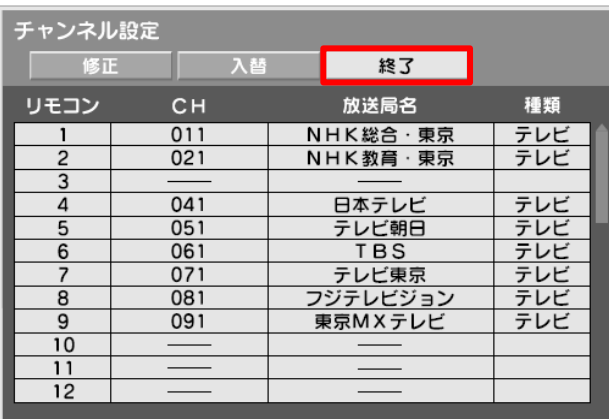 チャンネル設定
修正 入替 終了
リモコン CH 放送局名 種類
1 011 NHK総合・東京 テレビ
2 021 NHK教育・東京 テレビ
3 —— ——
4 041 日本テレビ テレビ
5 051 テレビ朝日 テレビ
6 061 TBS テレビ
7 071 テレビ東京 テレビ
8 081 フジテレビジョン テレビ
9 091 東京MXテレビ テレビ
10 —— ——
11 —— ——
12 —— ——